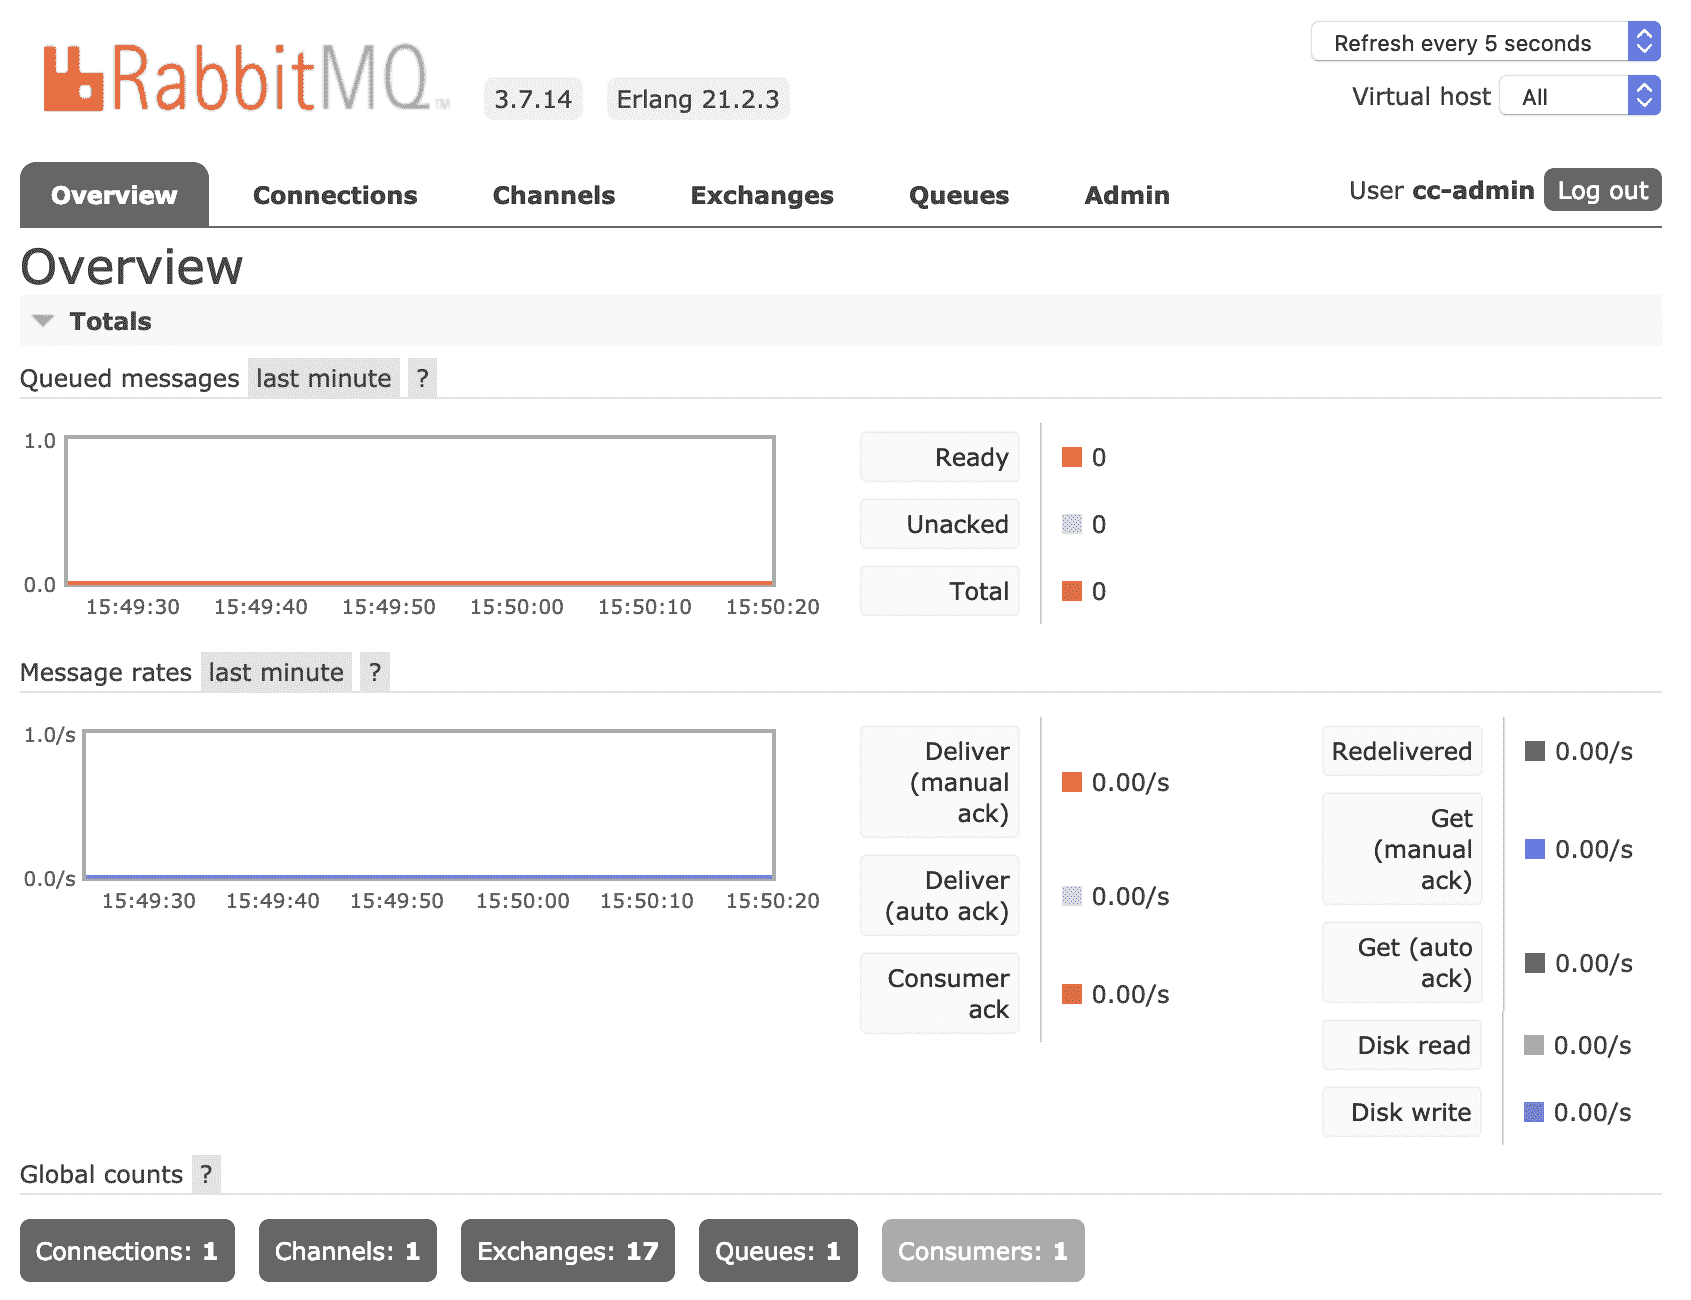 RabbitMQ™ 3.7.14 Erlang 21.2.3
Refresh every 5 seconds
Virtual host All
Overview Connections Channels Exchanges Queues Admin
User cc-admin Log out
Overview
Totals
Queued messages last minute ?
1.0
0.0
15:49:30 15:49:40 15:49:50 15:50:00 15:50:10 15:50:20
Ready 0
Unacked 0
Total 0
Message rates last minute ?
1.0/s
0.0/s
15:49:30 15:49:40 15:49:50 15:50:00 15:50:10 15:50:20
Deliver
(manual
ack)
0.00/s
Deliver
(auto ack)
0.00/s
Consumer
ack
0.00/s
Redelivered 0.00/s
Get
(manual
ack)
0.00/s
Get (auto
ack)
0.00/s
Disk read 0.00/s
Disk write 0.00/s
Global counts ?
Connections: 1 Channels: 1 Exchanges: 17 Queues: 1 Consumers: 1